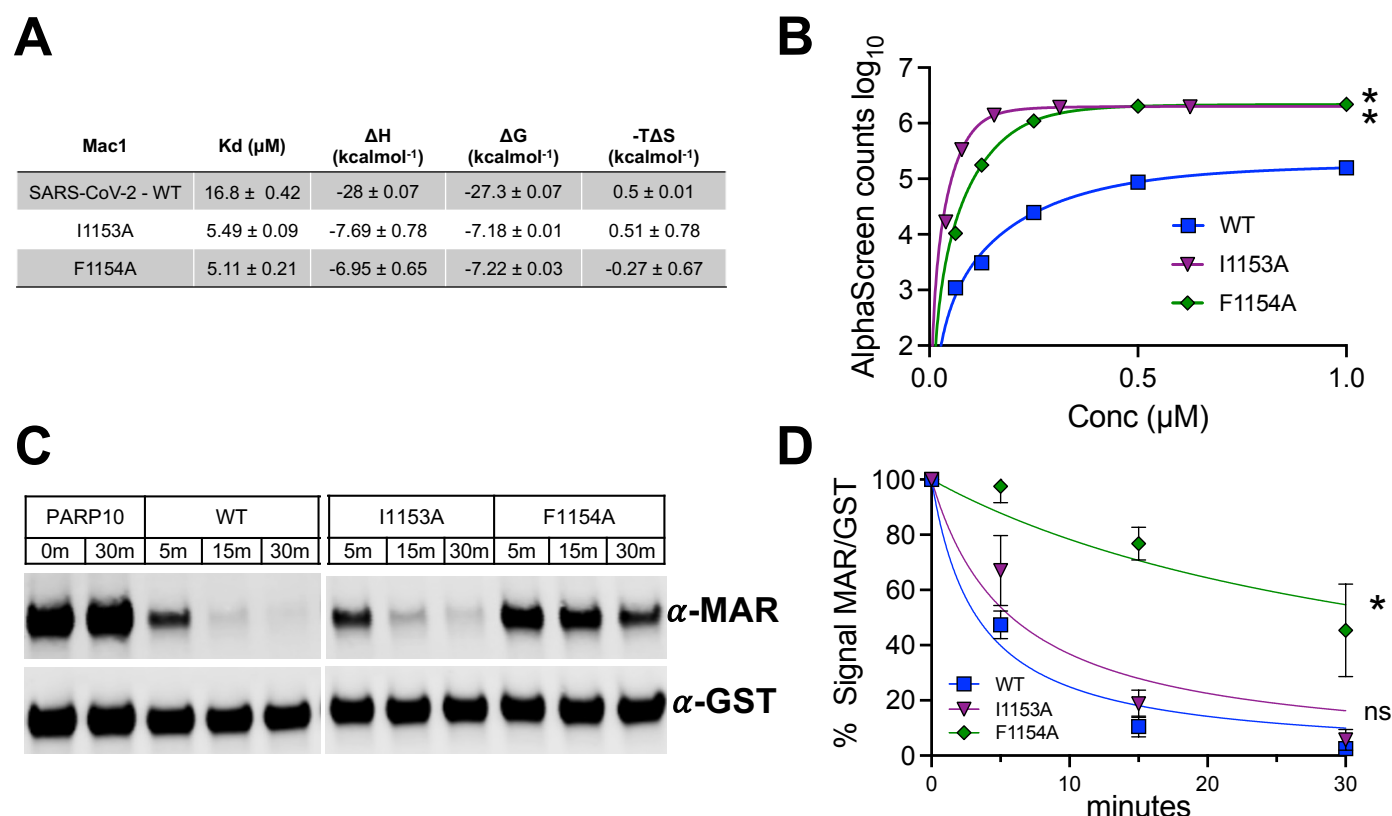 A
Mac1 Kd (µM) ΔH (kcalmol-1) ΔG (kcalmol-1) -TΔS (kcalmol-1)
SARS-CoV-2 - WT 16.8 ± 0.42 -28 ± 0.07 -27.3 ± 0.07 0.5 ± 0.01
I1153A 5.49 ± 0.09 -7.69 ± 0.78 -7.18 ± 0.01 0.51 ± 0.78
F1154A 5.11 ± 0.21 -6.95 ± 0.65 -7.22 ± 0.03 -0.27 ± 0.67
B
AlphaScreen counts log10
7
6
5
4
3
2
* *
WT
I1153A
F1154A
0.0 0.5 1.0
Conc (µM)
C
PARP10 WT I1153A F1154A
0m 30m 5m 15m 30m 5m 15m 30m 5m 15m 30m
α-MAR
α-GST
D
% Signal MAR/GST
100
80
60
40
20
0
*
ns
WT
I1153A
F1154A
0 10 20 30
minutes